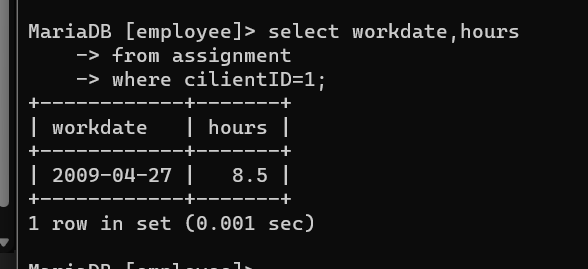 MariaDB [employee]> select workdate,hours
    -> from assignment
    -> where cilientID=1;
+------------+-------+
| workdate   | hours |
+------------+-------+
| 2009-04-27 |   8.5 |
+------------+-------+
1 row in set (0.001 sec)
MariaDB [employee]>